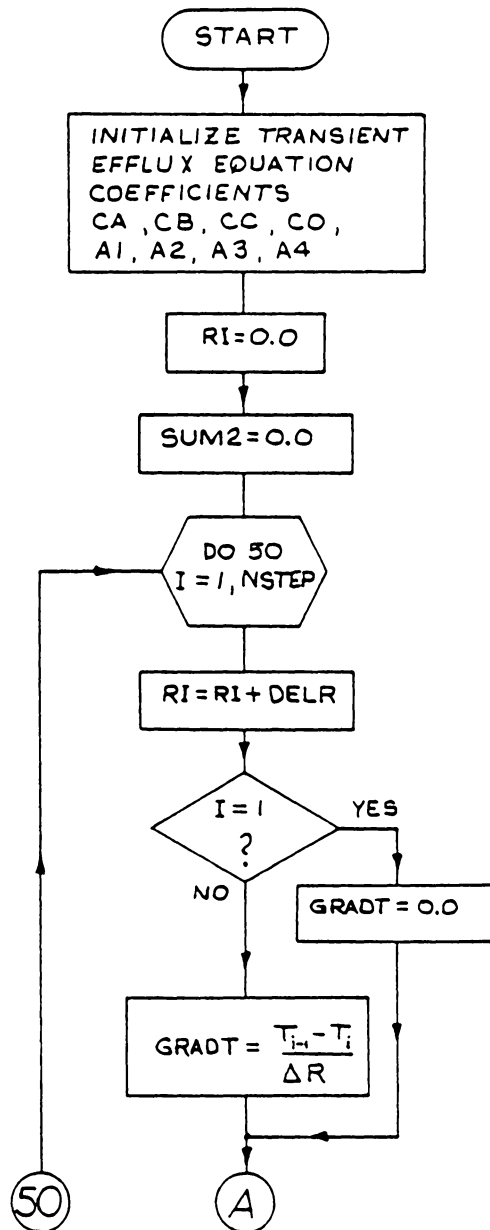 START
INITIALIZE TRANSIENT
EFFLUX EQUATION
COEFFICIENTS
CA , CB, CC, CO,
A1, A2, A3, A4
RI=0.0
SUM2=0.0
DO 50
I = 1, NSTEP
RI=RI+ DELR
I = 1
?
YES
NO
GRADT = 0.0
GRADT = \frac{T_{i-1} - T_i}{\Delta R}
50
A